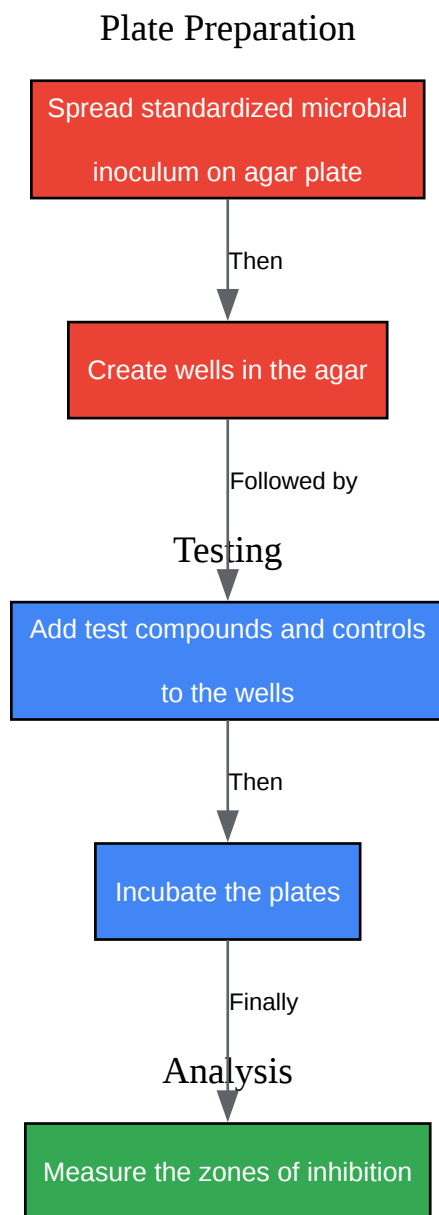 Plate Preparation
Spread standardized microbial
inoculum on agar plate
Then
Create wells in the agar
Followed by
Testing
Add test compounds and controls
to the wells
Then
Incubate the plates
Finally
Analysis
Measure the zones of inhibition